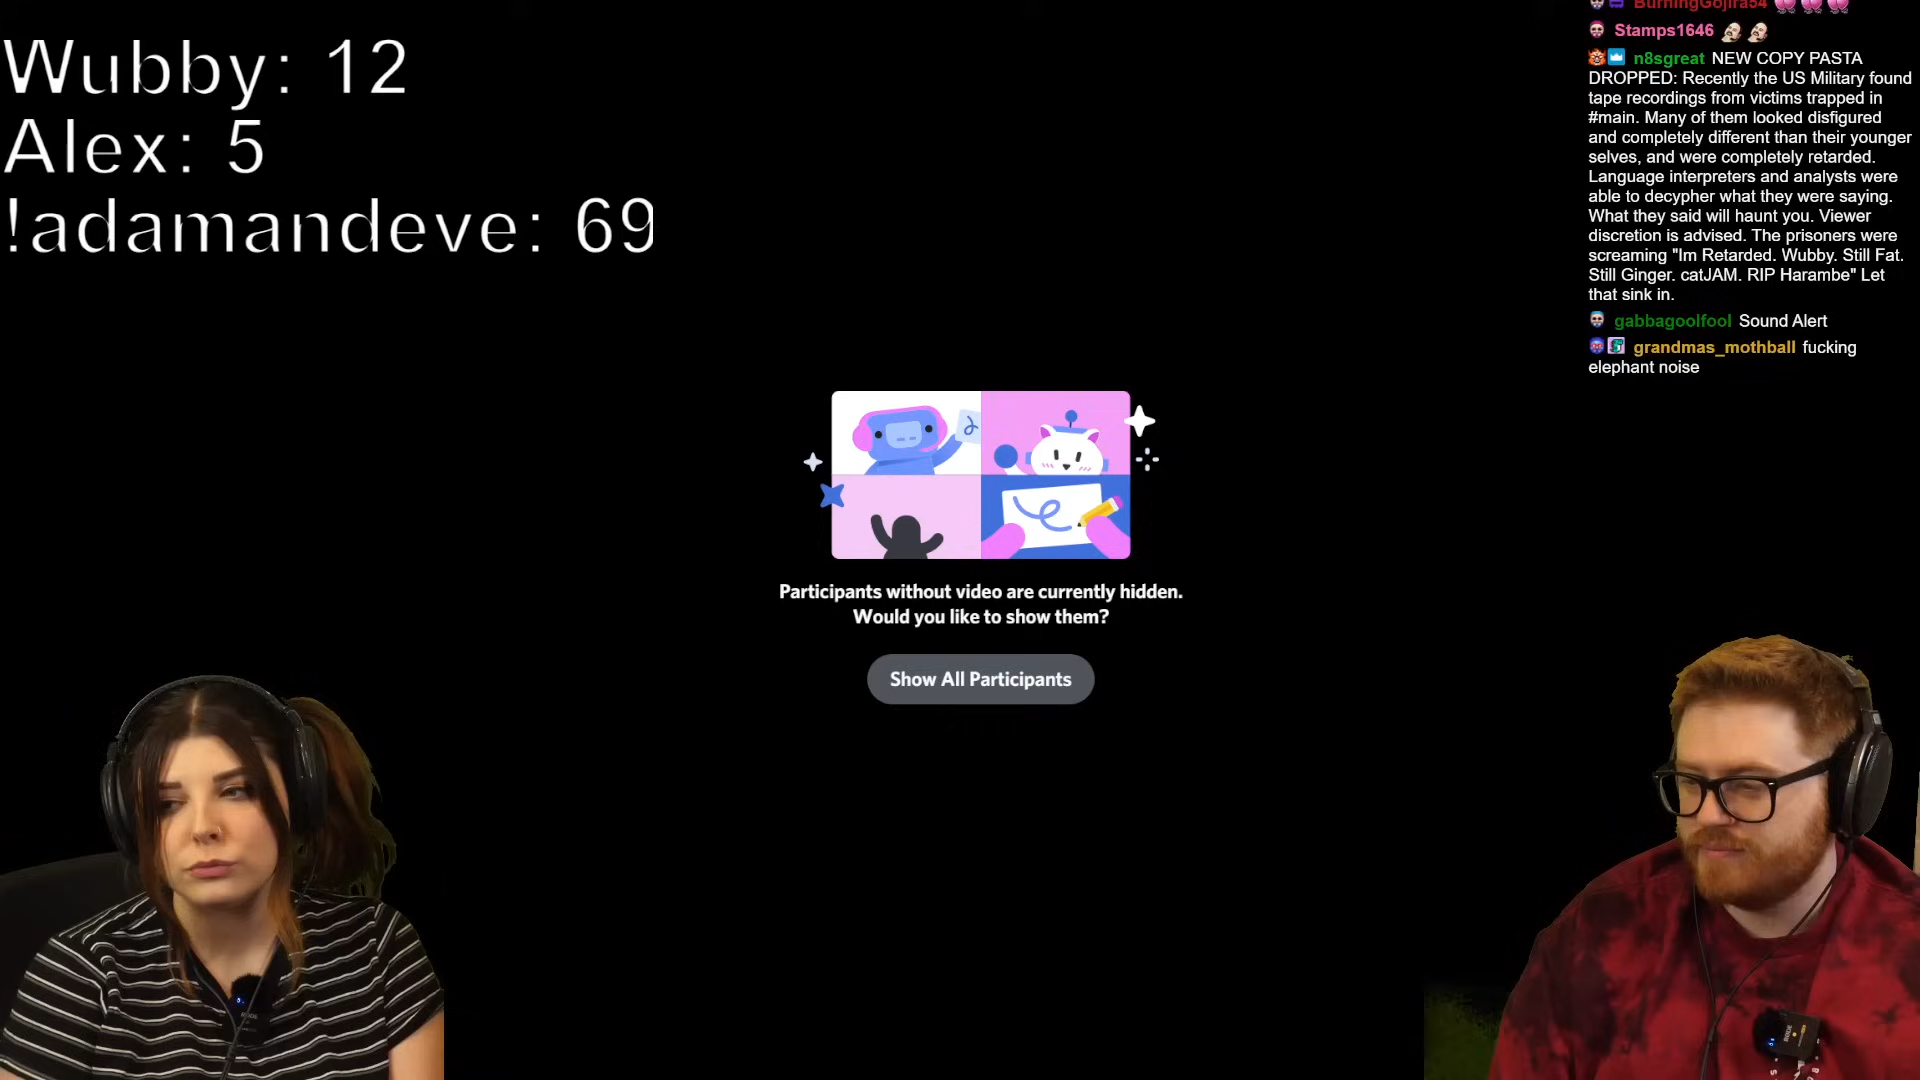 Wubby: 12
Alex: 5
!adamandeve: 69
BurningGojira54
Stamps1646
n8sgreat NEW COPY PASTA
DROPPED: Recently the US Military found
tape recordings from victims trapped in
#main. Many of them looked disfigured
and completely different than their younger
selves, and were completely retarded.
Language interpreters and analysts were
able to decypher what they were saying.
What they said will haunt you. Viewer
discretion is advised. The prisoners were
screaming "Im Retarded. Wubby. Still Fat.
Still Ginger. catJAM. RIP Harambe" Let
that sink in.
gabbagoolfool Sound Alert
grandmas_mothball fucking
elephant noise
Participants without video are currently hidden.
Would you like to show them?
Show All Participants